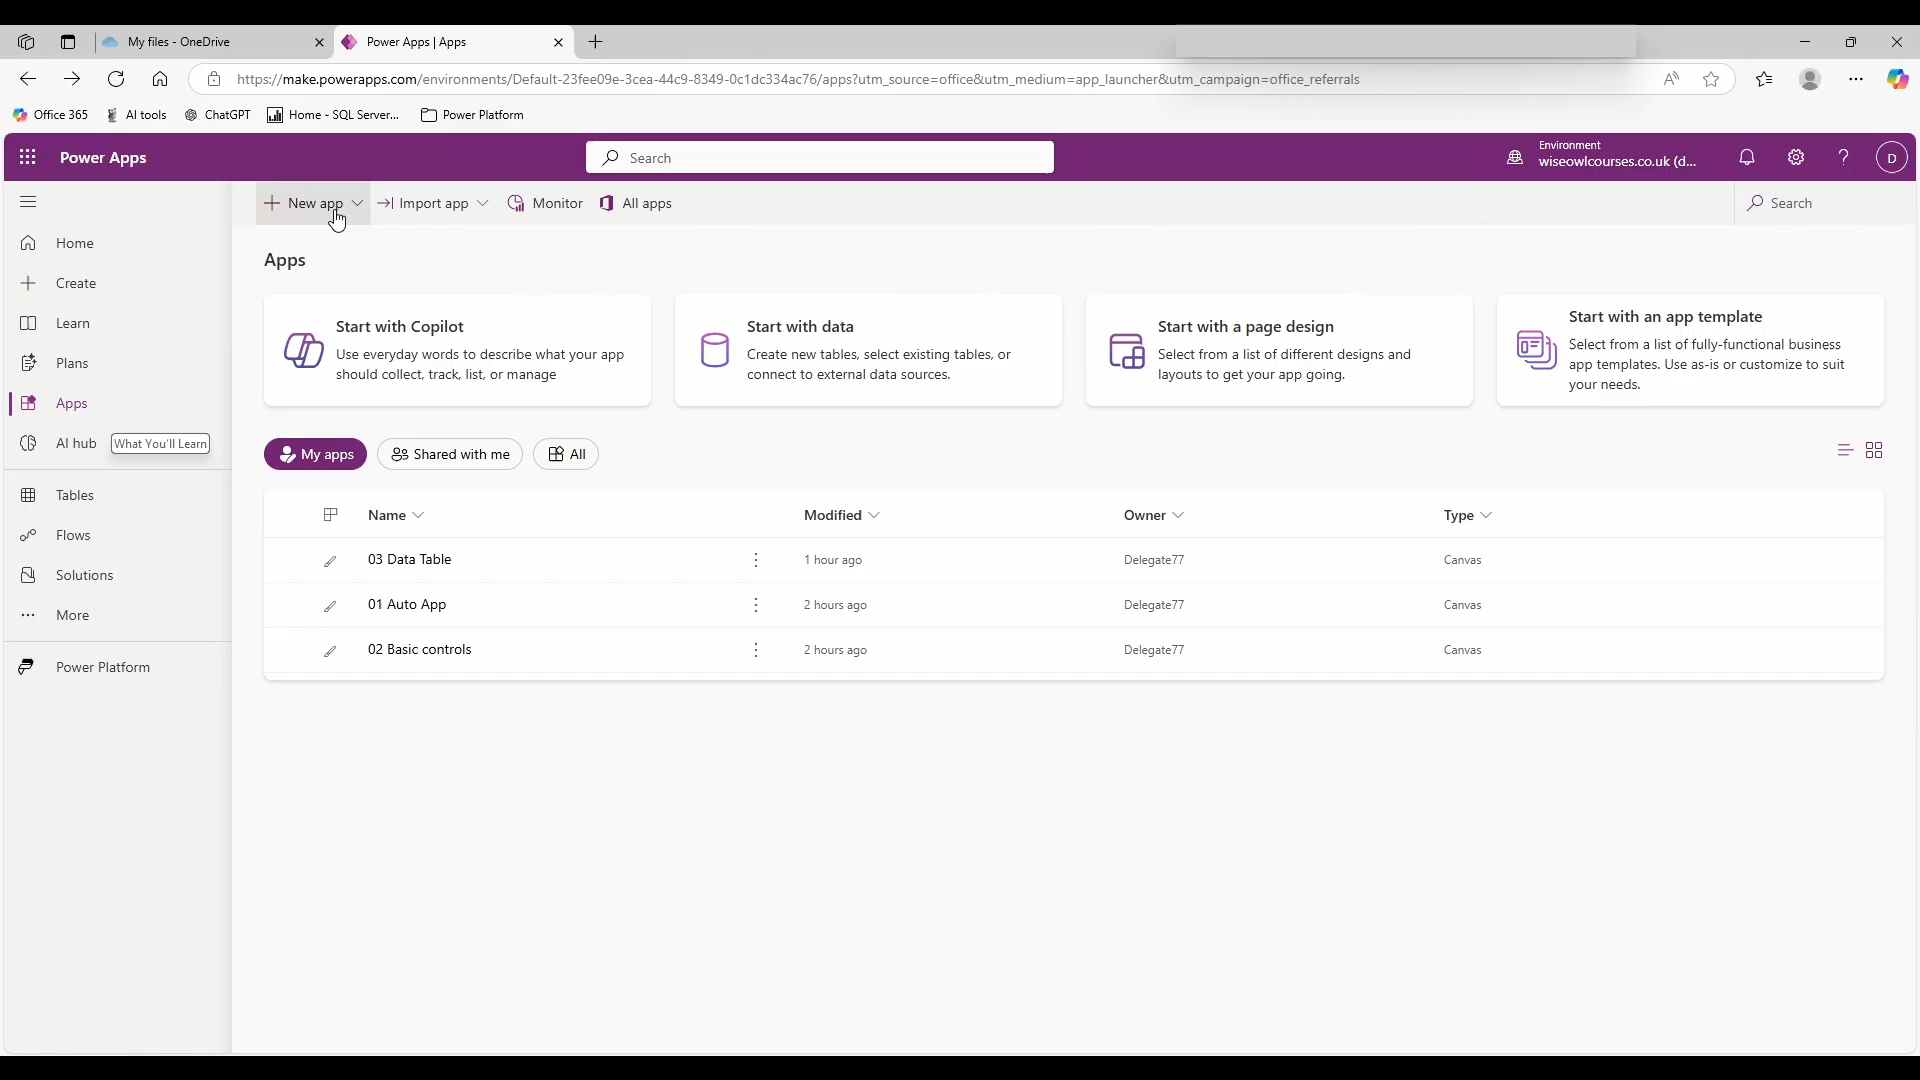 My files - OneDrive
Power Apps | Apps
https://make.powerapps.com/environments/Default-23fee09e-3cea-44c9-8349-0c1dc334ac76/apps?utm_source=office&utm_medium=app_launcher&utm_campaign=office_referrals
Office 365
AI tools
ChatGPT
Home - SQL Server...
Power Platform
Power Apps
Search
Environment
wiseowlcourses.co.uk (d...
D
New app
Import app
Monitor
All apps
Search
Home
Create
Learn
Plans
Apps
AI hub
What You'll Learn
Tables
Flows
Solutions
More
Power Platform
Apps
Start with Copilot
Use everyday words to describe what your app
should collect, track, list, or manage
Start with data
Create new tables, select existing tables, or
connect to external data sources.
Start with a page design
Select from a list of different designs and
layouts to get your app going.
Start with an app template
Select from a list of fully-functional business
app templates. Use as-is or customize to suit
your needs.
My apps
Shared with me
All
Name
Modified
Owner
Type
03 Data Table
1 hour ago
Delegate77
Canvas
01 Auto App
2 hours ago
Delegate77
Canvas
02 Basic controls
2 hours ago
Delegate77
Canvas